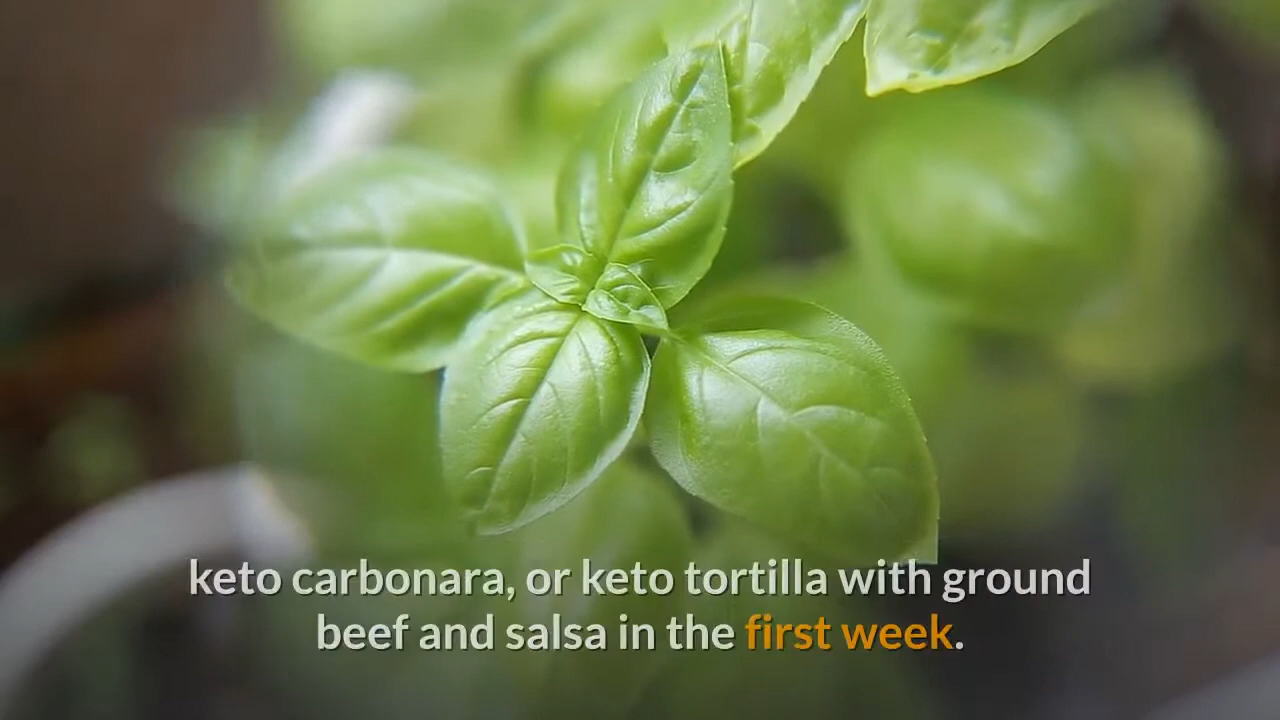 keto carbonara, or keto tortilla with ground
beef and salsa in the first week.